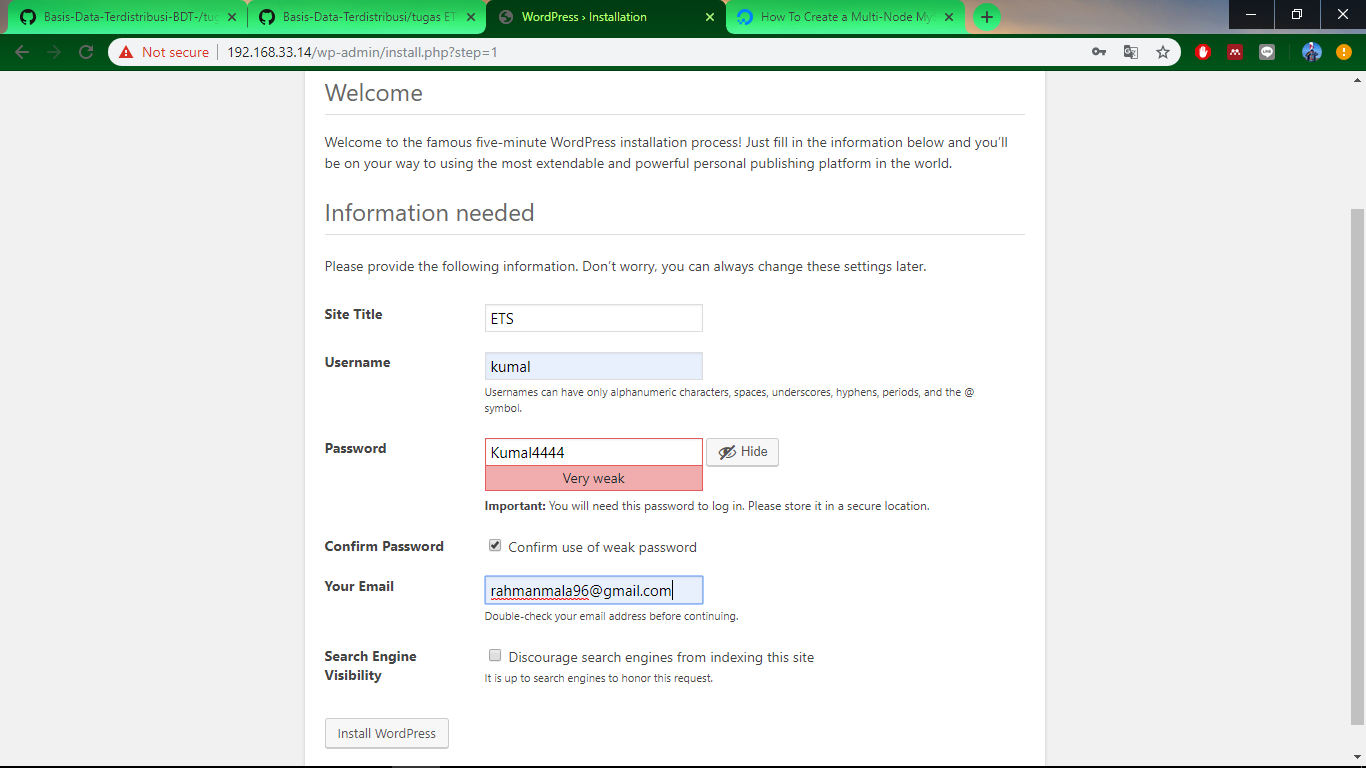 Basis-Data-Terdistribusi-BDT-/tug
Basis-Data-Terdistribusi/tugas ET
WordPress › Installation
How To Create a Multi-Node My
Not secure
192.168.33.14/wp-admin/install.php?step=1
Welcome
Welcome to the famous five-minute WordPress installation process! Just fill in the information below and you’ll
be on your way to using the most extendable and powerful personal publishing platform in the world.
Information needed
Please provide the following information. Don’t worry, you can always change these settings later.
Site Title
ETS
Username
kumal
Usernames can have only alphanumeric characters, spaces, underscores, hyphens, periods, and the @
symbol.
Password
Kumal4444
Hide
Very weak
Important: You will need this password to log in. Please store it in a secure location.
Confirm Password
Confirm use of weak password
Your Email
rahmanmala96@gmail.com
Double-check your email address before continuing.
Search Engine
Visibility
Discourage search engines from indexing this site
It is up to search engines to honor this request.
Install WordPress